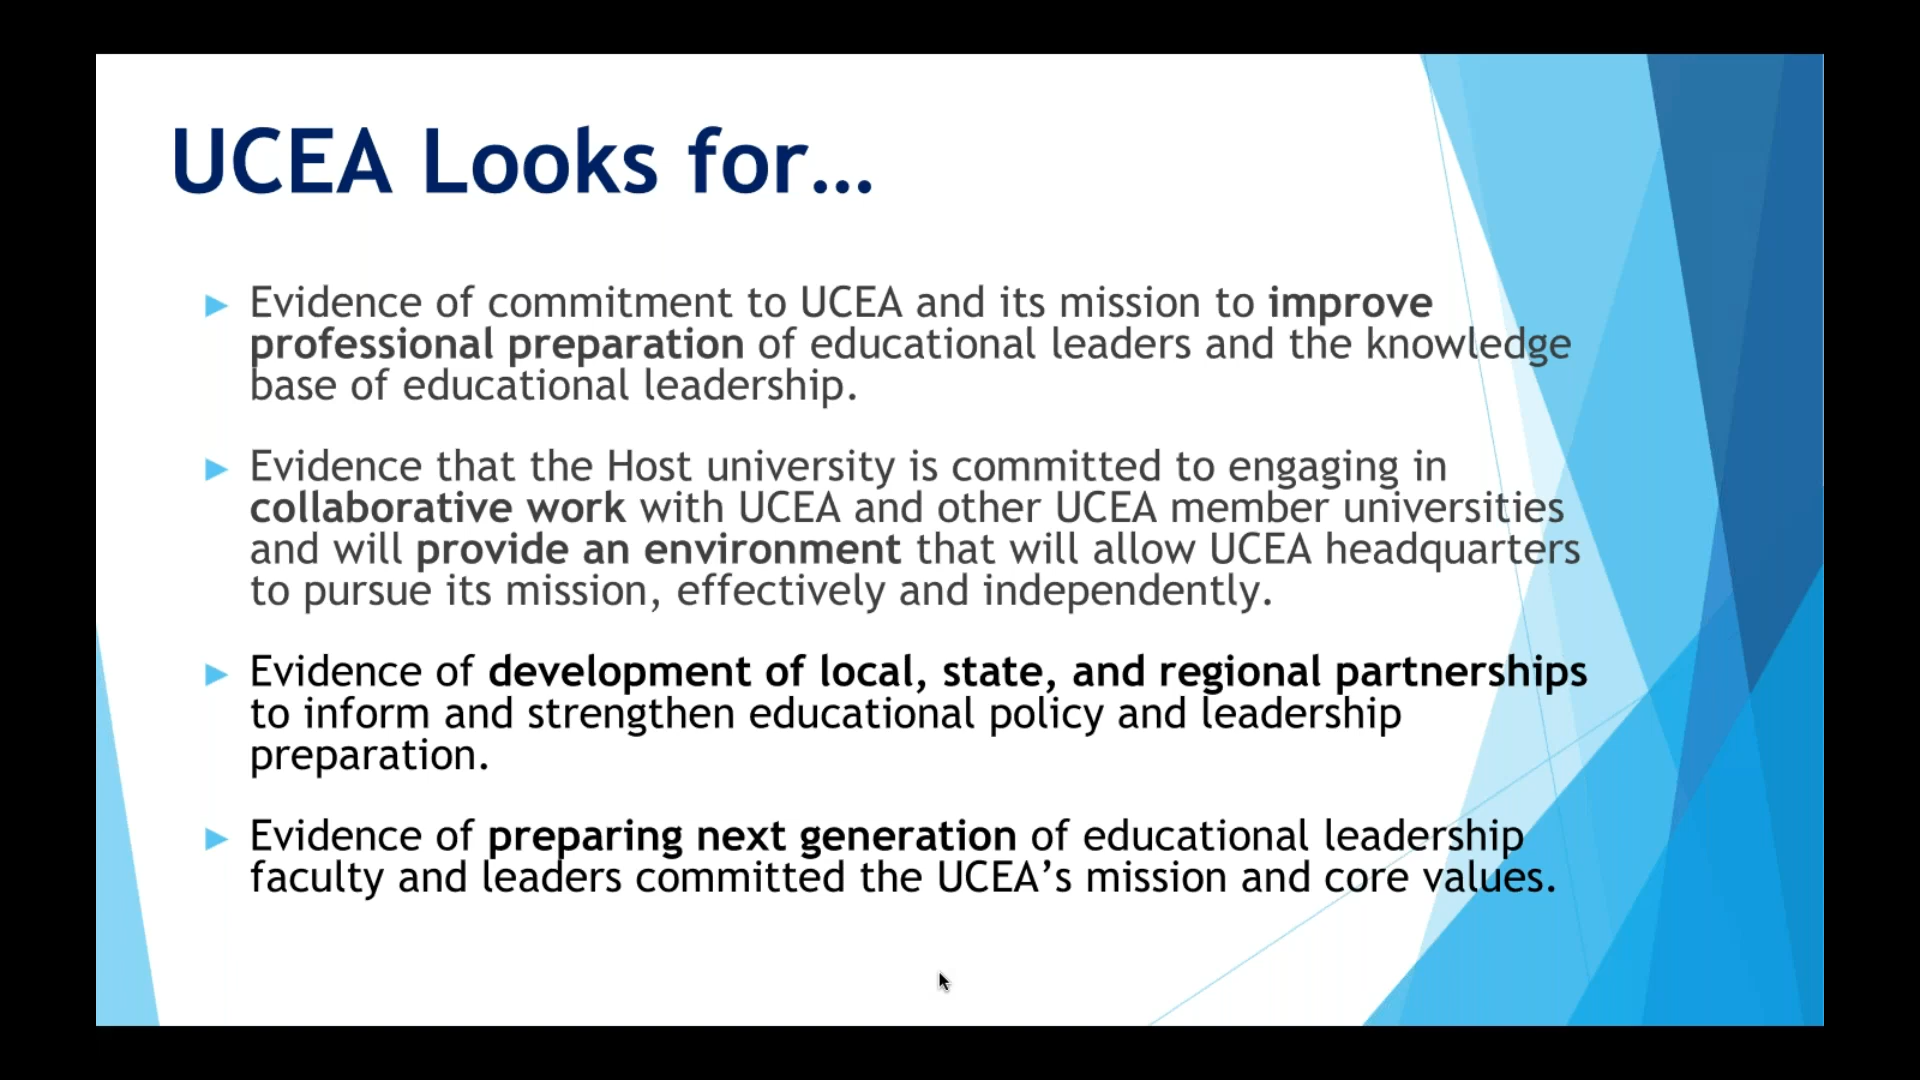 UCEA Looks for...
Evidence of commitment to UCEA and its mission to improve
professional preparation of educational leaders and the knowledge
base of educational leadership.
Evidence that the Host university is committed to engaging in
collaborative work with UCEA and other UCEA member universities
and will provide an environment that will allow UCEA headquarters
to pursue its mission, effectively and independently.
Evidence of development of local, state, and regional partnerships
to inform and strengthen educational policy and leadership
preparation.
Evidence of preparing next generation of educational leadership
faculty and leaders committed the UCEA’s mission and core values.